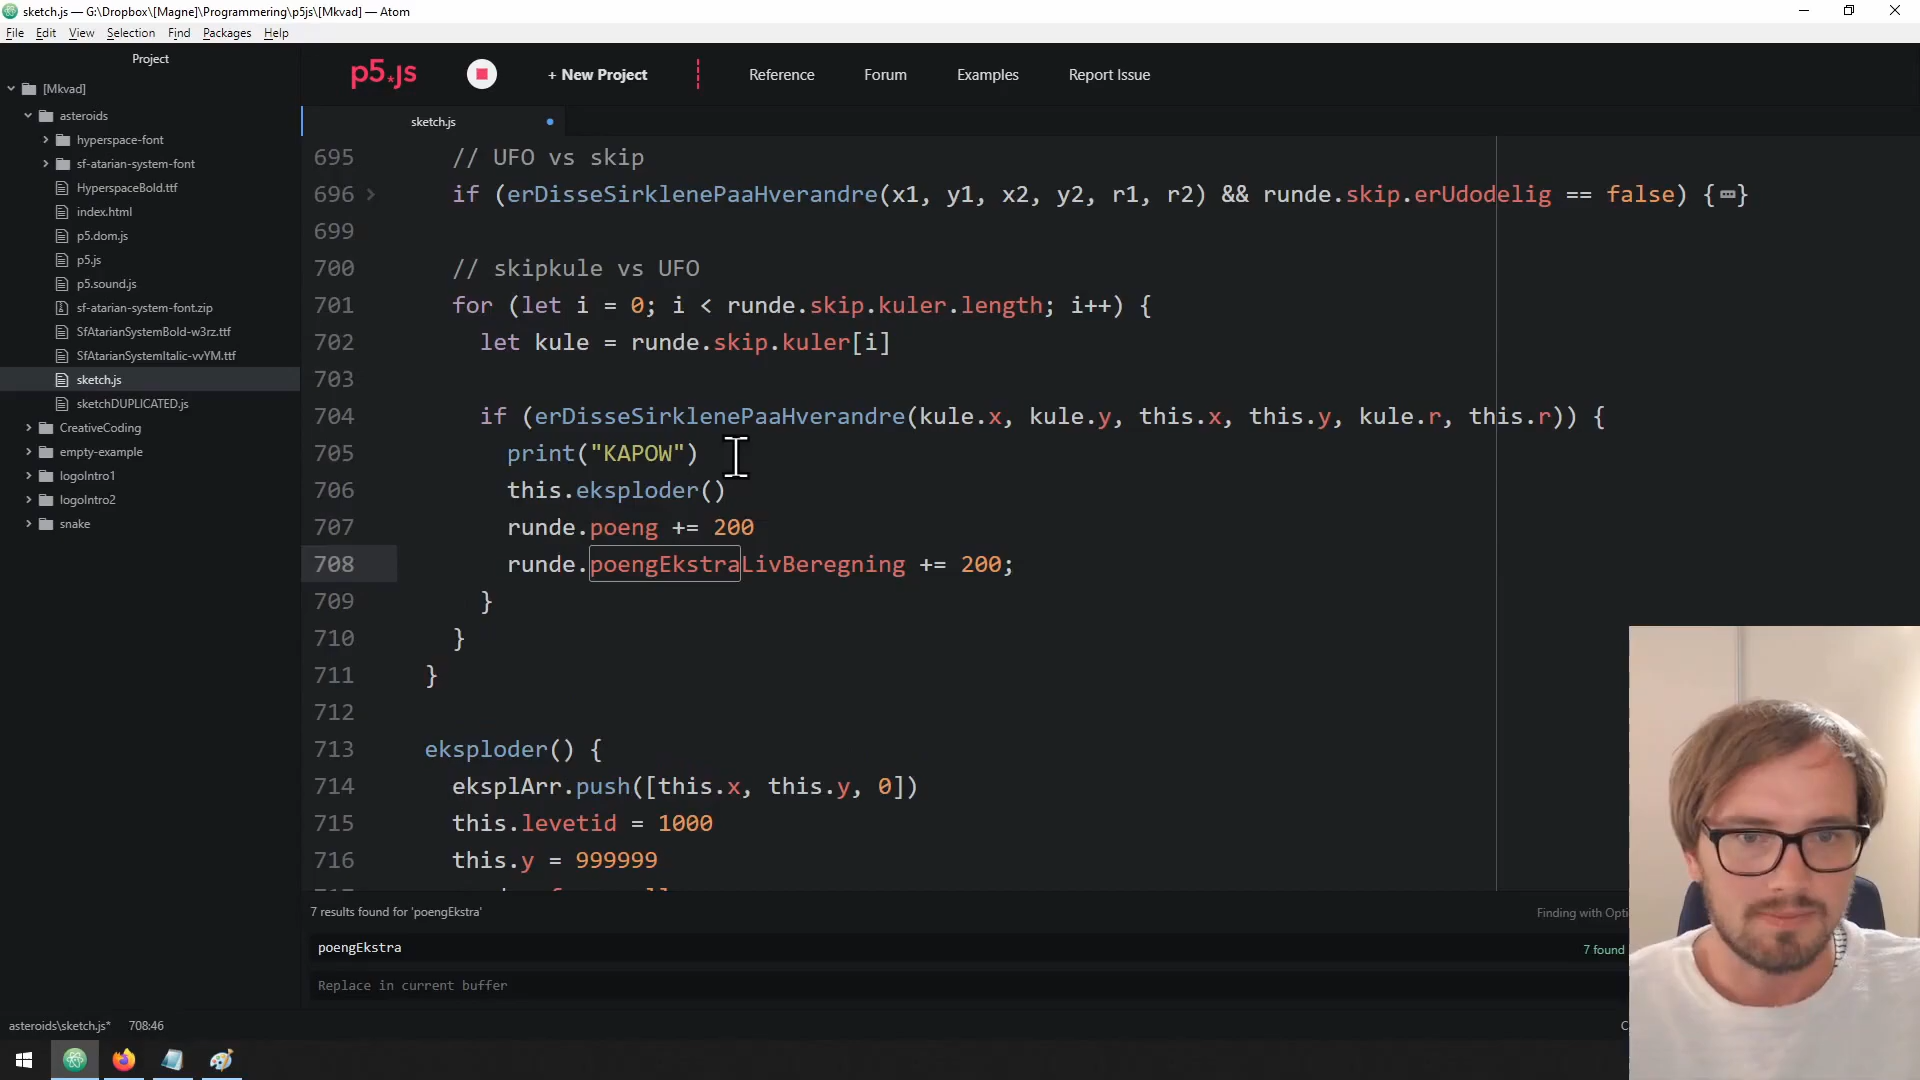 sketch.js — G:\Dropbox\[Magne]\Programmering\p5js\[Mkvad] — Atom
File Edit View Selection Find Packages Help
Project
[Mkvad]
asteroids
hyperspace-font
sf-atarian-system-font
HyperspaceBold.ttf
index.html
p5.dom.js
p5.js
p5.sound.js
sf-atarian-system-font.zip
SfAtarianSystemBold-w3rz.ttf
SfAtarianSystemItalic-vvYM.ttf
sketch.js
sketchDUPLICATED.js
CreativeCoding
empty-example
logoIntro1
logoIntro2
snake
p5.js + New Project Reference Forum Examples Report Issue
sketch.js
695 // UFO vs skip
696 if (erDisseSirklenePaaHverandre(x1, y1, x2, y2, r1, r2) && runde.skip.erUdodelig == false) {…}
699
700 // skipkule vs UFO
701 for (let i = 0; i < runde.skip.kuler.length; i++) {
702 let kule = runde.skip.kuler[i]
703
704 if (erDisseSirklenePaaHverandre(kule.x, kule.y, this.x, this.y, kule.r, this.r)) {
705 print("KAPOW")
706 this.eksploder()
707 runde.poeng += 200
708 runde.poengEkstraLivBeregning += 200;
709 }
710 }
711 }
712
713 eksploder() {
714 eksplArr.push([this.x, this.y, 0])
715 this.levetid = 1000
716 this.y = 999999
7 results found for 'poengEkstra' Finding with Opti
poengEkstra 7 found
Replace in current buffer
asteroids\sketch.js* 708:46